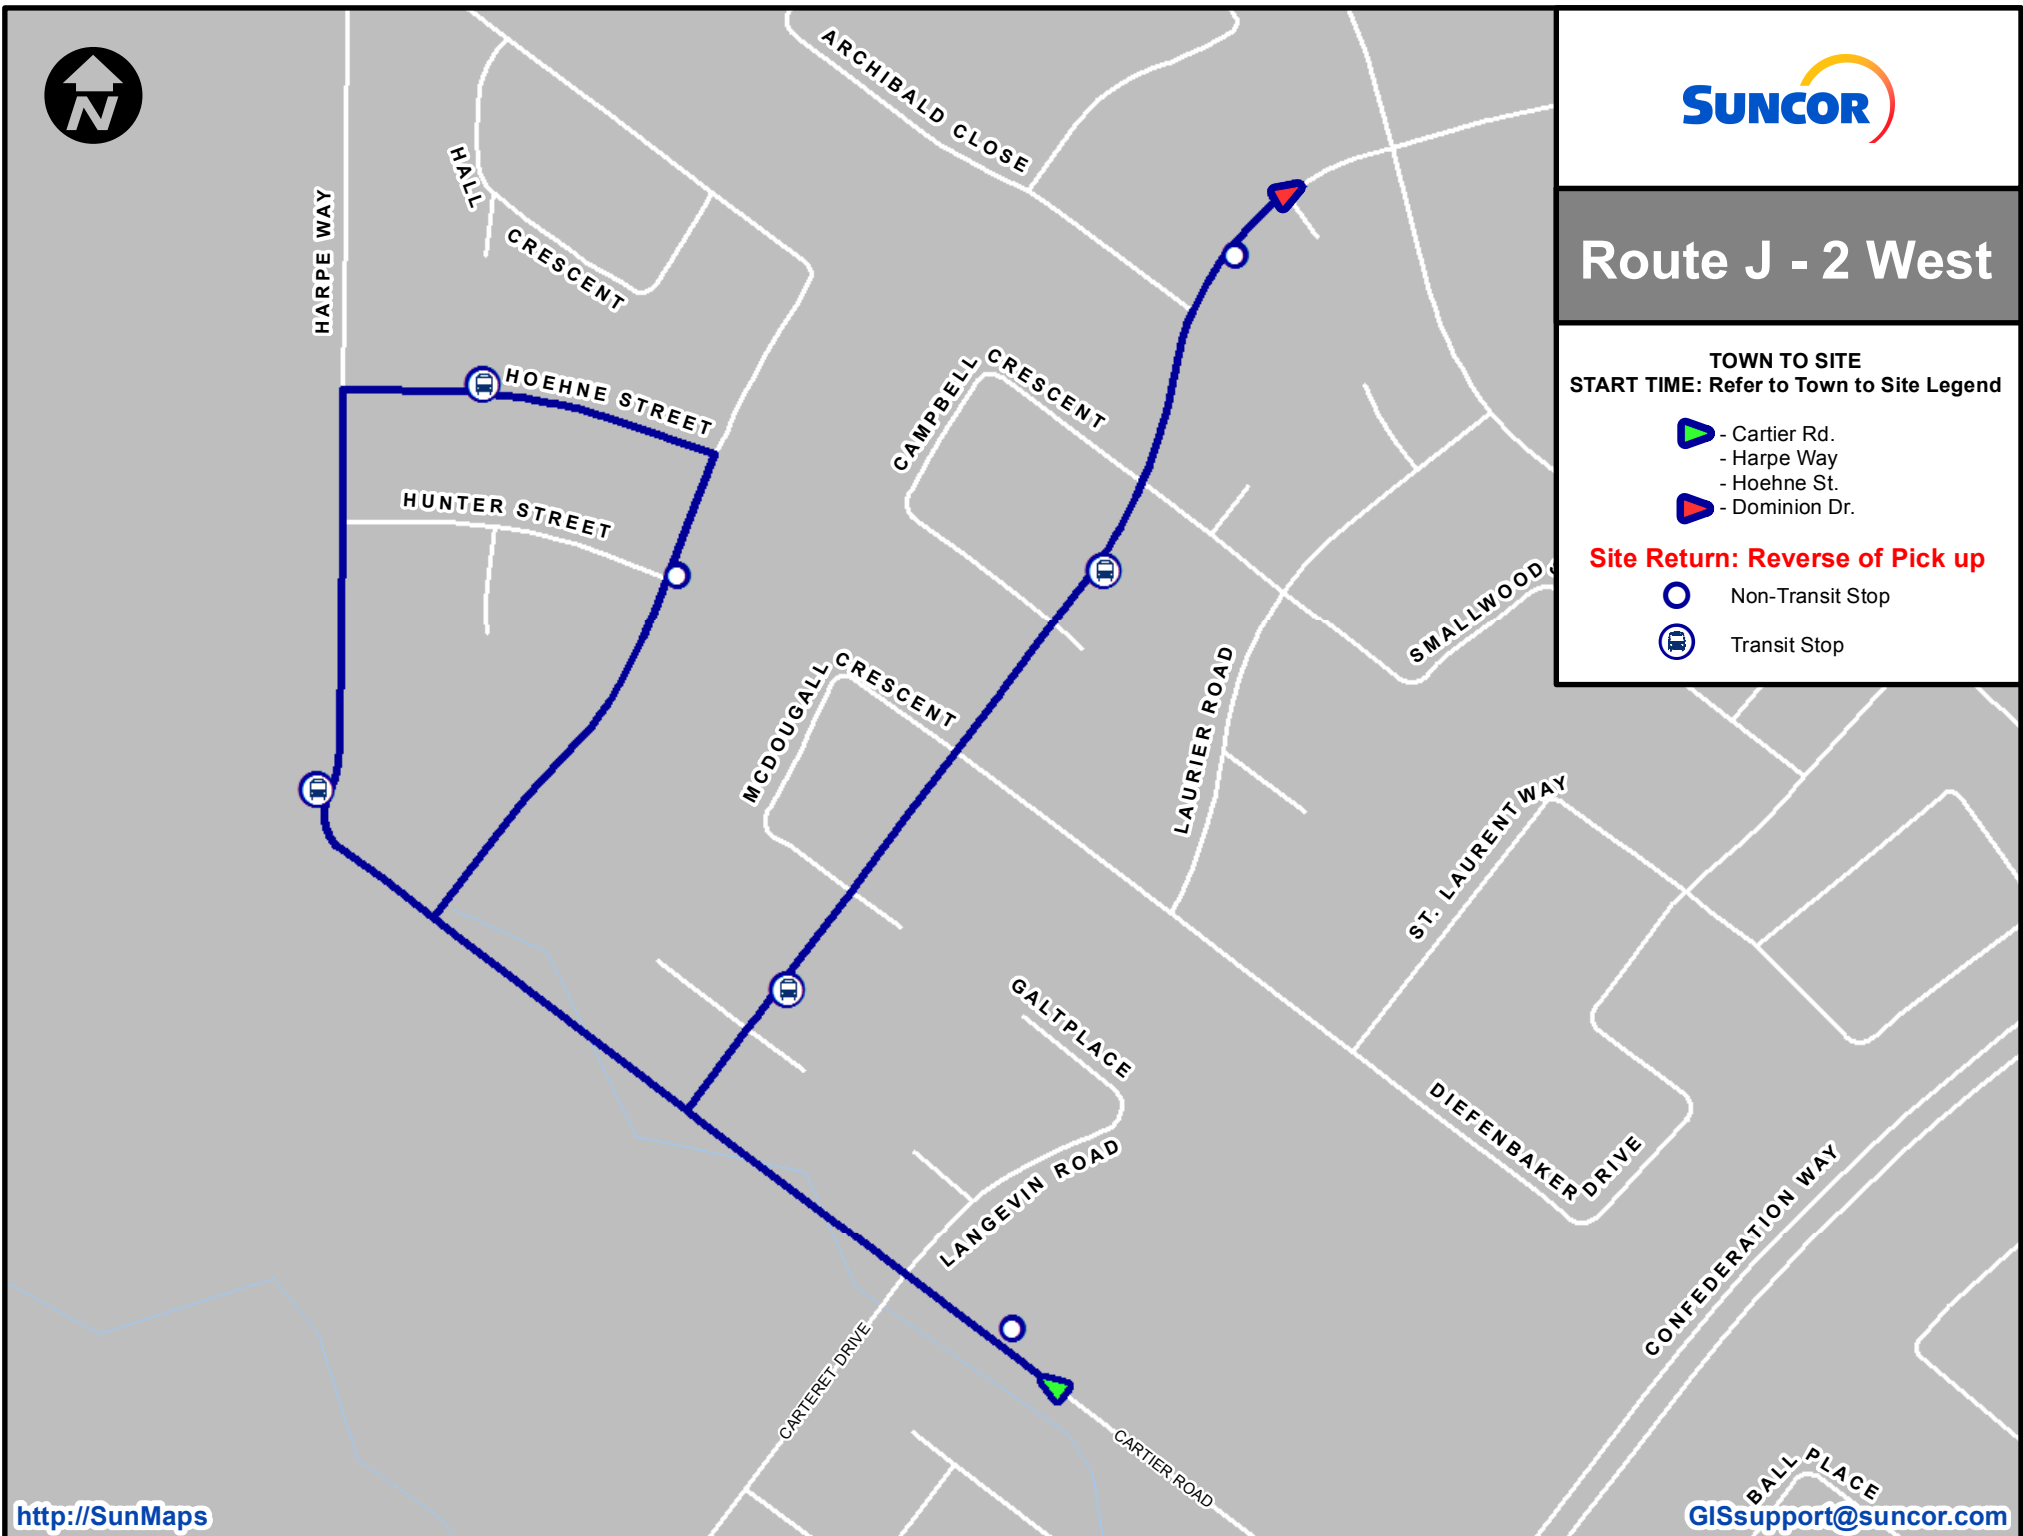 N
SUNCOR
Route J - 2 West
TOWN TO SITE
START TIME: Refer to Town to Site Legend
- Cartier Rd.
- Harpe Way
- Hoehne St.
- Dominion Dr.
Site Return: Reverse of Pick up
Non-Transit Stop
Transit Stop
ARCHIBALD CLOSE
HALL
CRESCENT
HARPE WAY
HOEHNE STREET
HUNTER STREET
CAMPBELL
CRESCENT
MCDOUGALL
CRESCENT
SMALLWOOD
LAURIER ROAD
ST. LAURENT WAY
GALTPLACE
LANGEVIN ROAD
DIEFENBAKER
DRIVE
CONFEDERATION WAY
CARTERET DRIVE
CARTIER ROAD
BALL PLACE
http://SunMaps
GISsupport@suncor.com